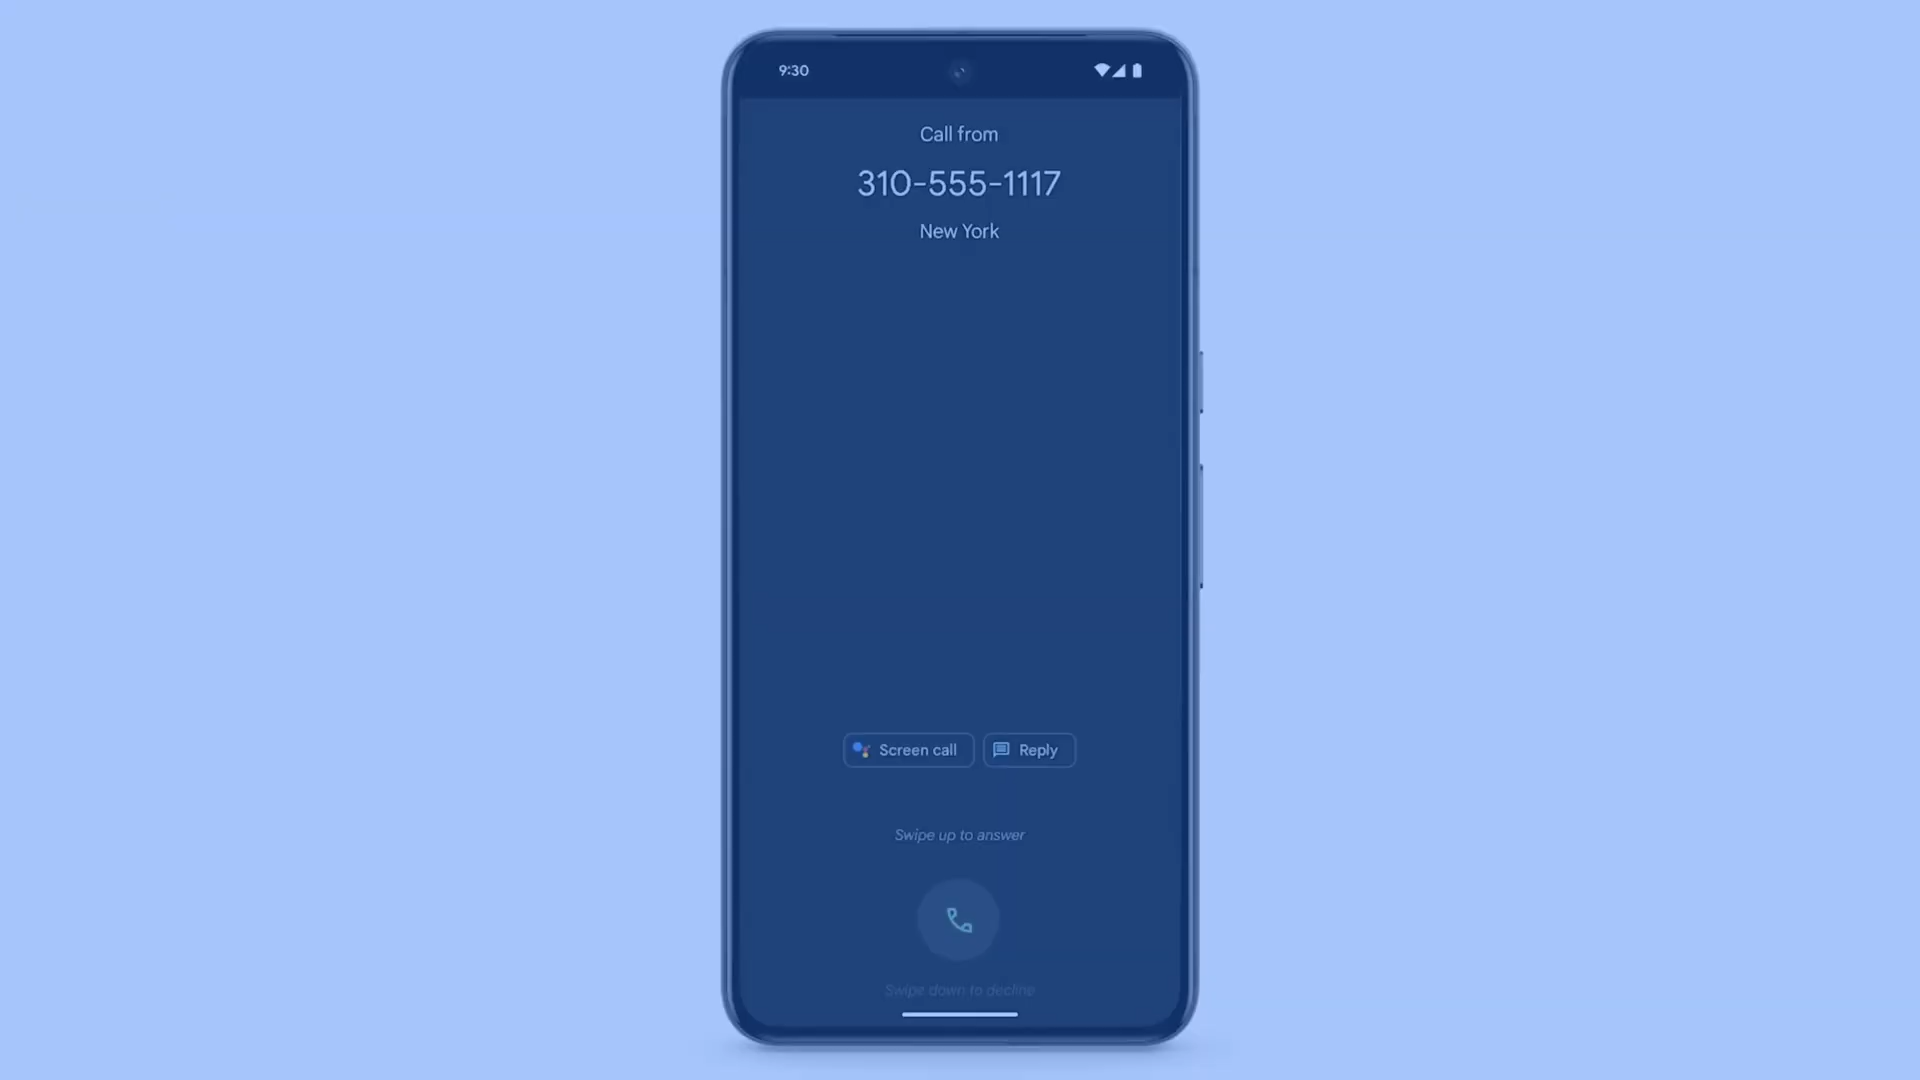 9:30
Call from
310-555-1117
New York
Screen call
Reply
Swipe up to answer
Swipe down to decline